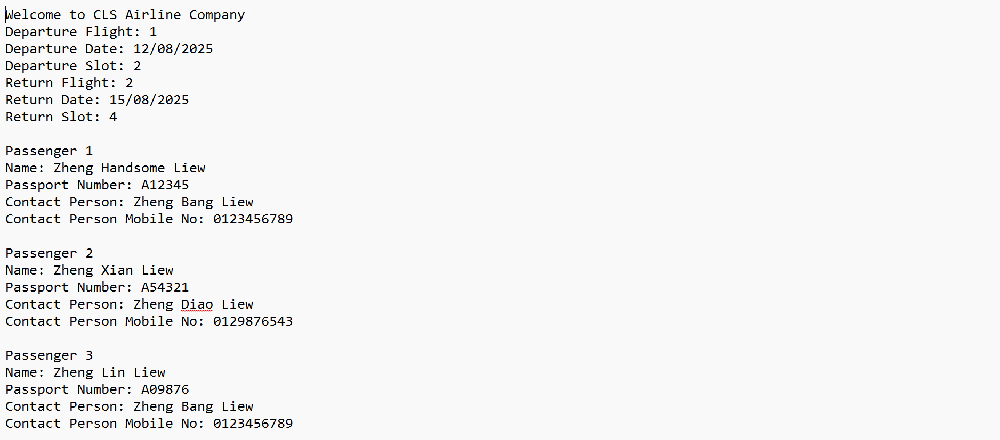 Welcome to CLS Airline Company
Departure Flight: 1
Departure Date: 12/08/2025
Departure Slot: 2
Return Flight: 2
Return Date: 15/08/2025
Return Slot: 4

Passenger 1
Name: Zheng Handsome Liew
Passport Number: A12345
Contact Person: Zheng Bang Liew
Contact Person Mobile No: 0123456789

Passenger 2
Name: Zheng Xian Liew
Passport Number: A54321
Contact Person: Zheng Diao Liew
Contact Person Mobile No: 0129876543

Passenger 3
Name: Zheng Lin Liew
Passport Number: A09876
Contact Person: Zheng Bang Liew
Contact Person Mobile No: 0123456789